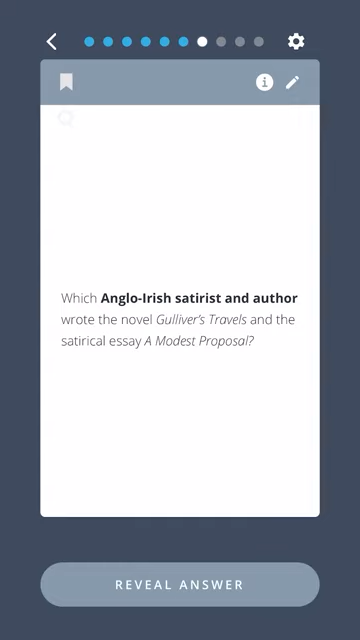 Which Anglo-Irish satirist and author
wrote the novel Gulliver's Travels and the
satirical essay A Modest Proposal?
REVEAL ANSWER